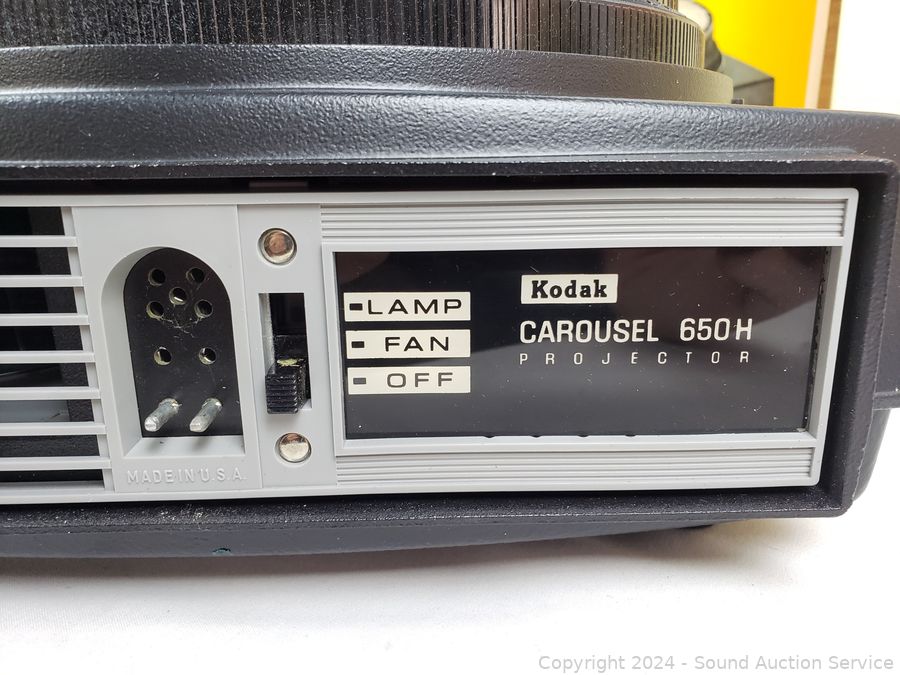 LAMP
FAN
OFF
Kodak
CAROUSEL 650H
PROJECTOR
MADE IN U.S.A.
Copyright 2024 - Sound Auction Service